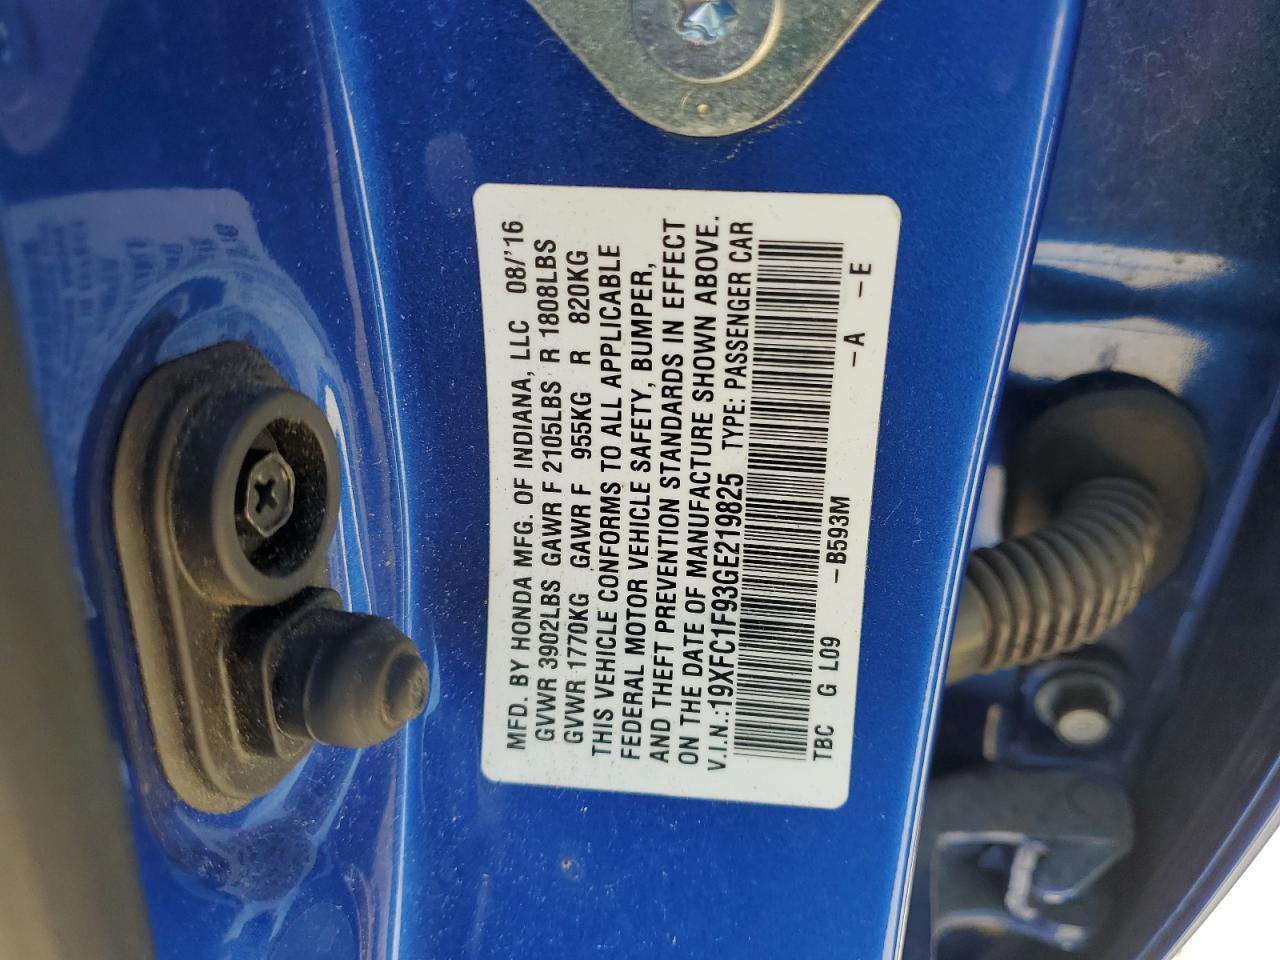 MFD. BY HONDA MFG. OF INDIANA, LLC 08/'16
GVWR 3902LBS GAWR F 2105LBS R 1808LBS
GVWR 1770KG GAWR F 955KG R 820KG
THIS VEHICLE CONFORMS TO ALL APPLICABLE
FEDERAL MOTOR VEHICLE SAFETY, BUMPER,
AND THEFT PREVENTION STANDARDS IN EFFECT
ON THE DATE OF MANUFACTURE SHOWN ABOVE.
V.I.N.:19XFC1F93GE219825 TYPE: PASSENGER CAR
TBC G L09 -B593M -A -E